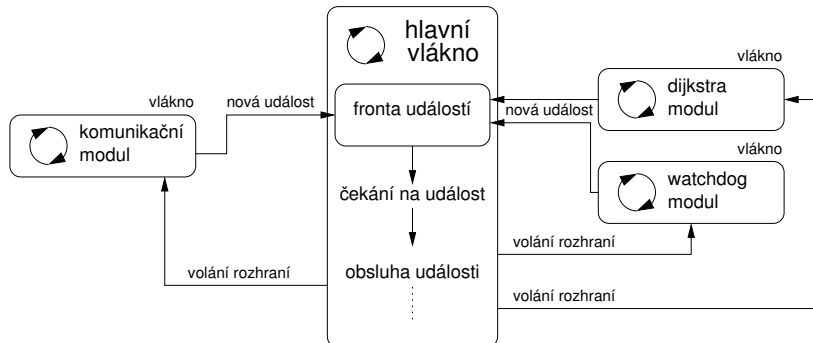 hlavní
vlákno
vlákno
vlákno
nová událost
fronta událostí
nová událost
dijkstra
modul
komunikační
modul
vlákno
čekání na událost
watchdog
modul
volání rozhraní
volání rozhraní
obsluha události
volání rozhraní